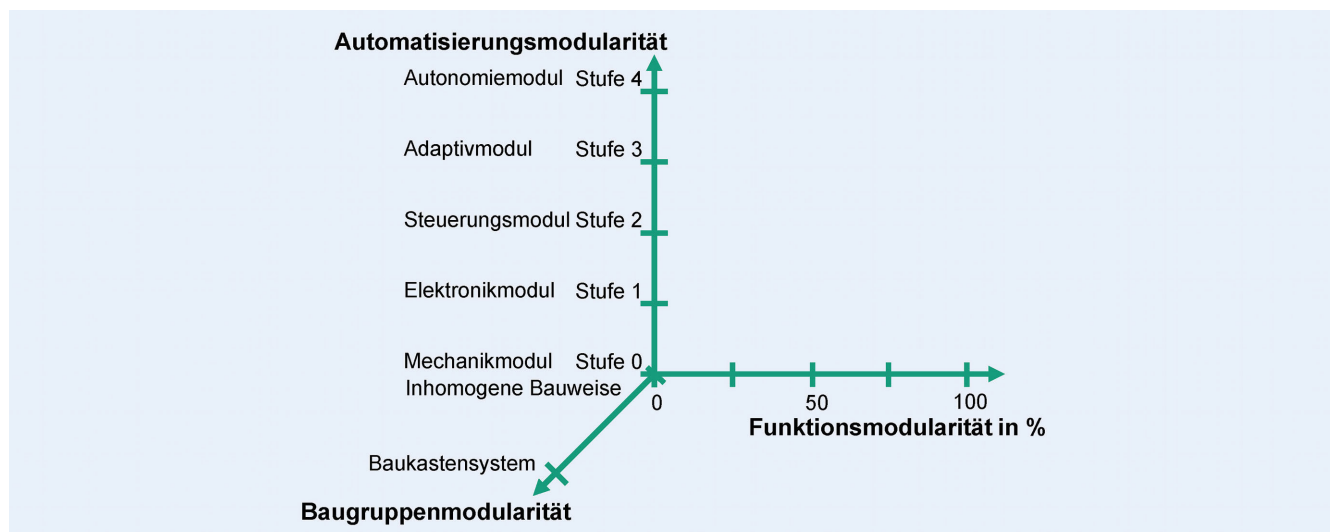 Automatisierungsmodularität
Autonomiemodul Stufe 4
Adaptivmodul Stufe 3
Steuerungsmodul Stufe 2
Elektronikmodul Stufe 1
Mechanikmodul Stufe 0
Inhomogene Bauweise
0 50 100
Funktionsmodularität in %
Baukastensystem
Baugruppenmodularität